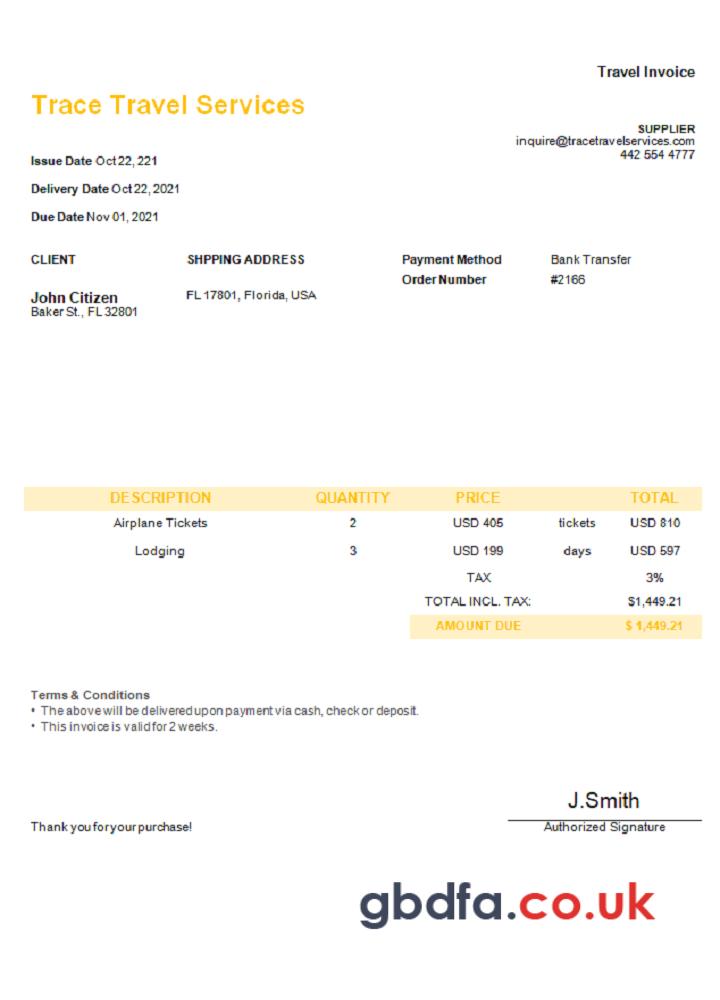 Travel Invoice
Trace Travel Services
SUPPLIER
inquire@tracetravelservices.com
442 554 4777
Issue Date Oct 22, 221
Delivery Date Oct 22, 2021
Due Date Nov 01, 2021
CLIENT SHPPING ADDRESS Payment Method Bank Transfer
Order Number #2166
John Citizen FL 17801, Florida, USA
Baker St., FL 32801
DESCRIPTION QUANTITY PRICE TOTAL
Airplane Tickets 2 USD 405 tickets USD 810
Lodging 3 USD 199 days USD 597
TAX 3%
TOTAL INCL. TAX: $1,449.21
AMOUNT DUE $ 1,449.21
Terms & Conditions
• The above will be delivered upon payment via cash, check or deposit.
• This invoice is valid for 2 weeks.
J.Smith
Thank you for your purchase! Authorized Signature
gbdfa.co.uk